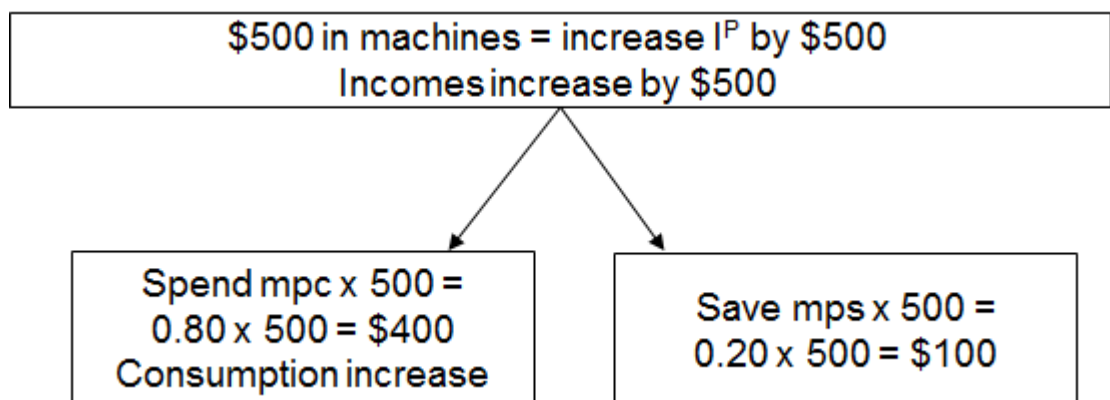 $500 in machines = increase Iᴾ by $500
Incomes increase by $500
Spend mpc x 500 =
0.80 x 500 = $400
Consumption increase
Save mps x 500 =
0.20 x 500 = $100